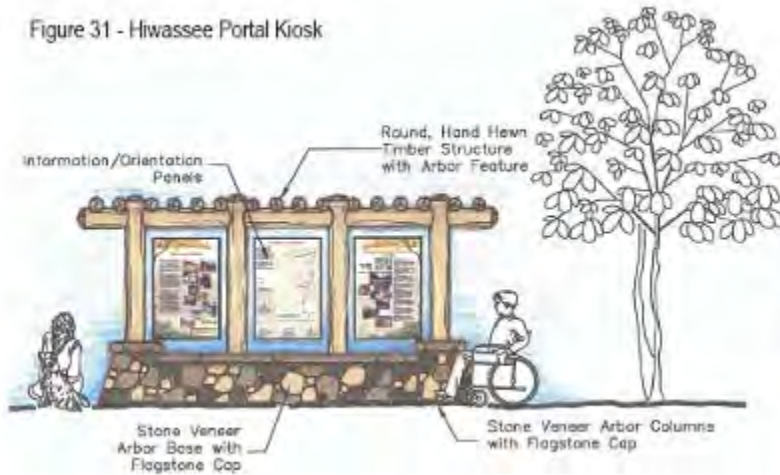 Figure 31 - Hiwassee Portal Kiosk
Round, Hand Hewn
Timber Structure
with Arbor Feature
Information/Orientation
Panels
Stone Veneer
Arbor Base with
Flagstone Cap
Stone Veneer Arbor Columns
with Flagstone Cap